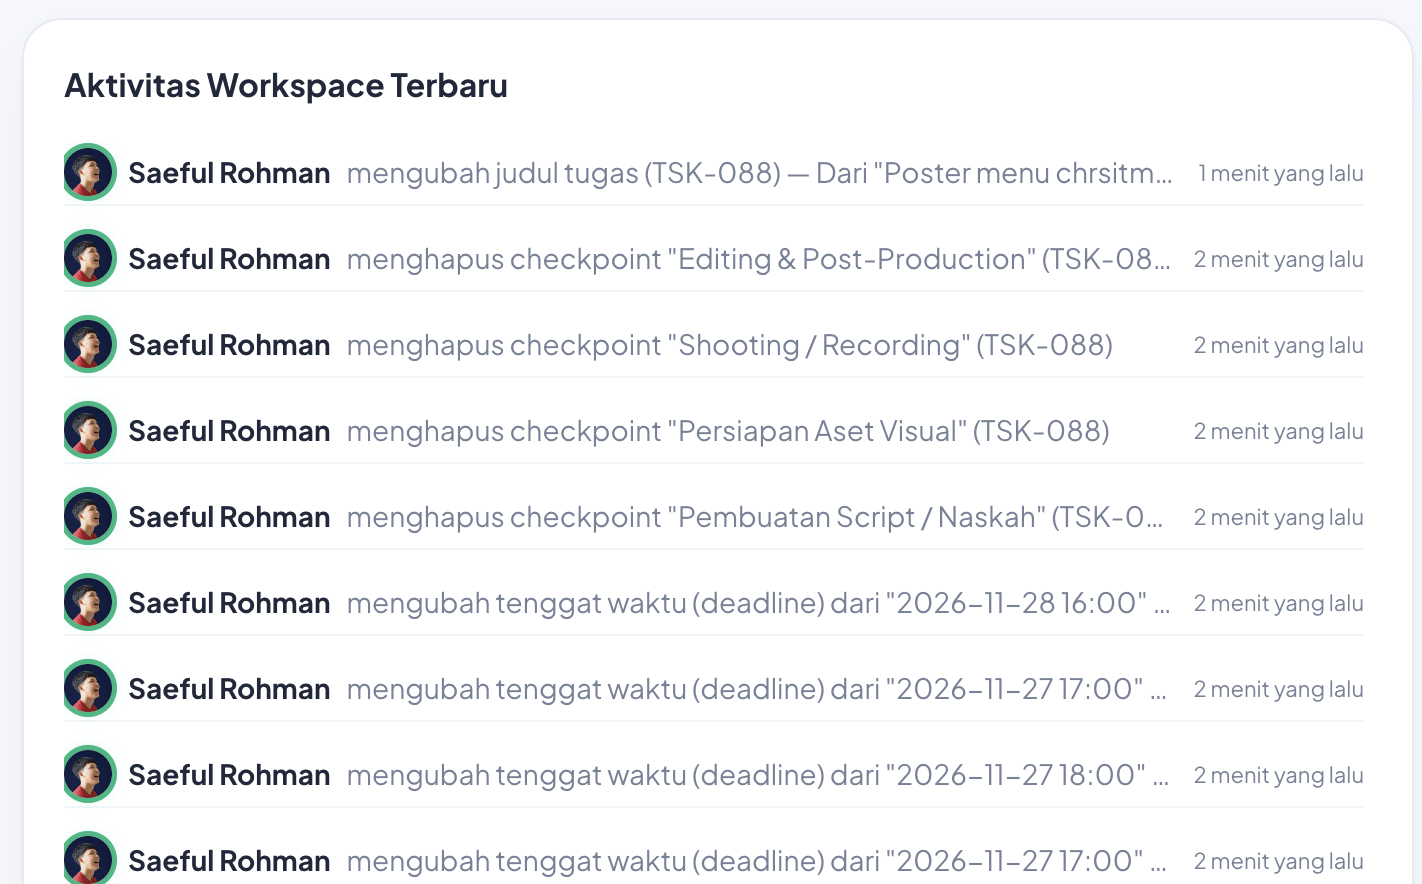 Aktivitas Workspace Terbaru
Saeful Rohman mengubah judul tugas (TSK-088) — Dari "Poster menu chrsitm... 1 menit yang lalu
Saeful Rohman menghapus checkpoint "Editing & Post-Production" (TSK-08... 2 menit yang lalu
Saeful Rohman menghapus checkpoint "Shooting / Recording" (TSK-088) 2 menit yang lalu
Saeful Rohman menghapus checkpoint "Persiapan Aset Visual" (TSK-088) 2 menit yang lalu
Saeful Rohman menghapus checkpoint "Pembuatan Script / Naskah" (TSK-0... 2 menit yang lalu
Saeful Rohman mengubah tenggat waktu (deadline) dari "2026-11-28 16:00" ... 2 menit yang lalu
Saeful Rohman mengubah tenggat waktu (deadline) dari "2026-11-27 17:00" ... 2 menit yang lalu
Saeful Rohman mengubah tenggat waktu (deadline) dari "2026-11-27 18:00" ... 2 menit yang lalu
Saeful Rohman mengubah tenggat waktu (deadline) dari "2026-11-27 17:00" ... 2 menit yang lalu